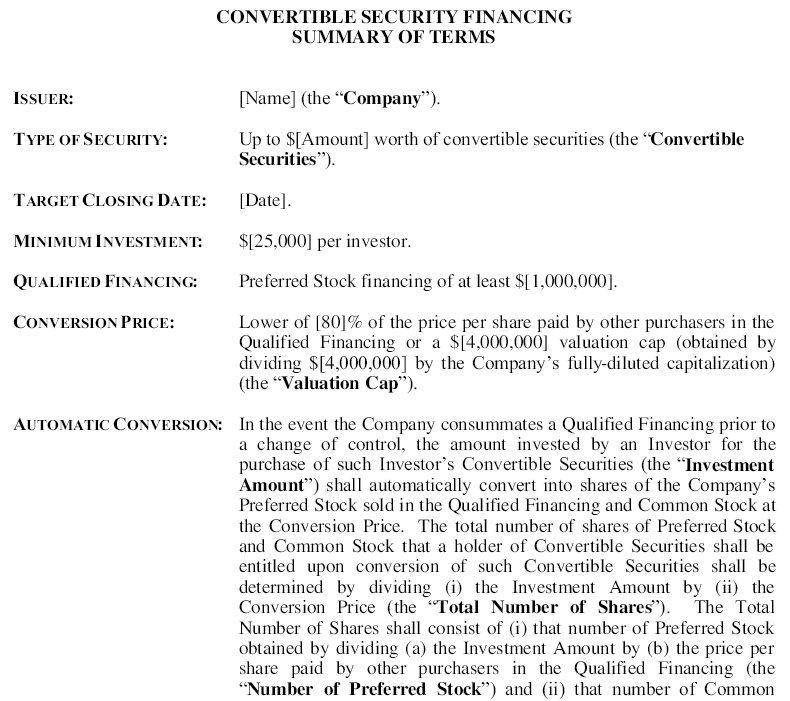 CONVERTIBLE SECURITY FINANCING
SUMMARY OF TERMS
ISSUER: [Name] (the “Company”).
TYPE OF SECURITY: Up to $[Amount] worth of convertible securities (the “Convertible
Securities”).
TARGET CLOSING DATE: [Date].
MINIMUM INVESTMENT: $[25,000] per investor.
QUALIFIED FINANCING: Preferred Stock financing of at least $[1,000,000].
CONVERSION PRICE: Lower of [80]% of the price per share paid by other purchasers in the
Qualified Financing or a $[4,000,000] valuation cap (obtained by
dividing $[4,000,000] by the Company’s fully-diluted capitalization)
(the “Valuation Cap”).
AUTOMATIC CONVERSION: In the event the Company consummates a Qualified Financing prior to
a change of control, the amount invested by an Investor for the
purchase of such Investor’s Convertible Securities (the “Investment
Amount”) shall automatically convert into shares of the Company’s
Preferred Stock sold in the Qualified Financing and Common Stock at
the Conversion Price. The total number of shares of Preferred Stock
and Common Stock that a holder of Convertible Securities shall be
entitled upon conversion of such Convertible Securities shall be
determined by dividing (i) the Investment Amount by (ii) the
Conversion Price (the “Total Number of Shares”). The Total
Number of Shares shall consist of (i) that number of Preferred Stock
obtained by dividing (a) the Investment Amount by (b) the price per
share paid by other purchasers in the Qualified Financing (the
“Number of Preferred Stock”) and (ii) that number of Common